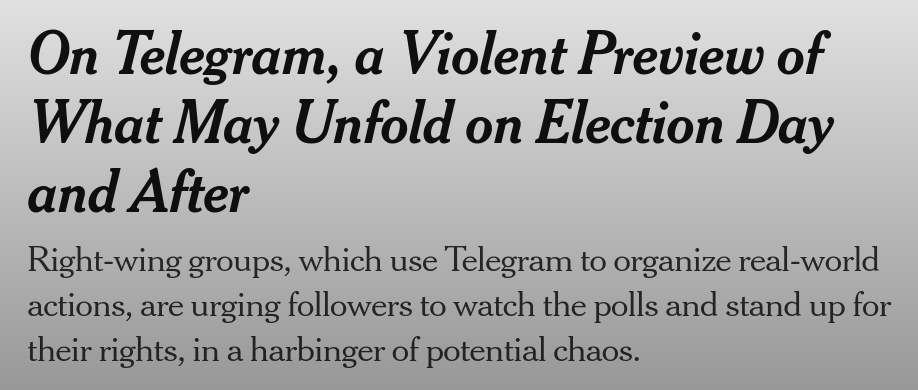 On Telegram, a Violent Preview of
What May Unfold on Election Day
and After
Right-wing groups, which use Telegram to organize real-world
actions, are urging followers to watch the polls and stand up for
their rights, in a harbinger of potential chaos.